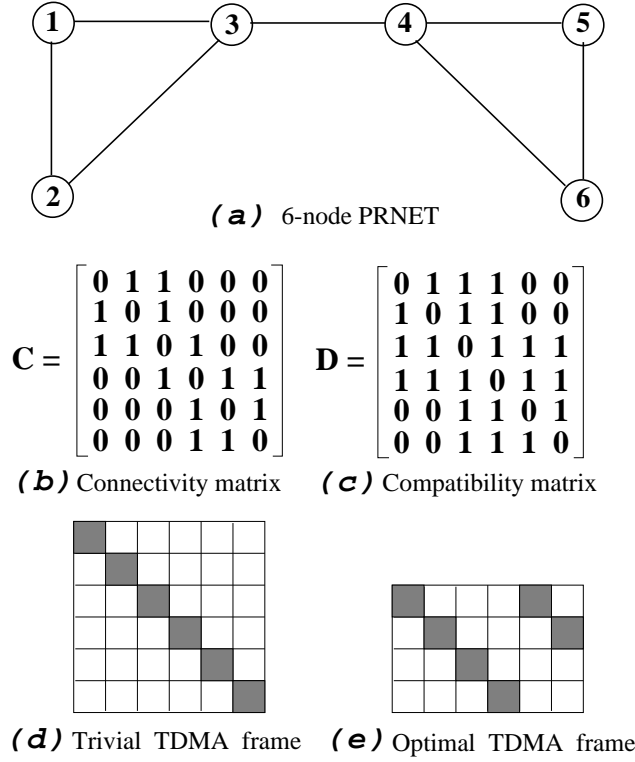 1 3 4 5
2 6
(a) 6-node PRNET
C =
0 1 1 0 0 0
1 0 1 0 0 0
1 1 0 1 0 0
0 0 1 0 1 1
0 0 0 1 0 1
0 0 0 1 1 0
D =
0 1 1 1 0 0
1 0 1 1 0 0
1 1 0 1 1 1
1 1 1 0 1 1
0 0 1 1 0 1
0 0 1 1 1 0
(b) Connectivity matrix
(c) Compatibility matrix
(d) Trivial TDMA frame
(e) Optimal TDMA frame